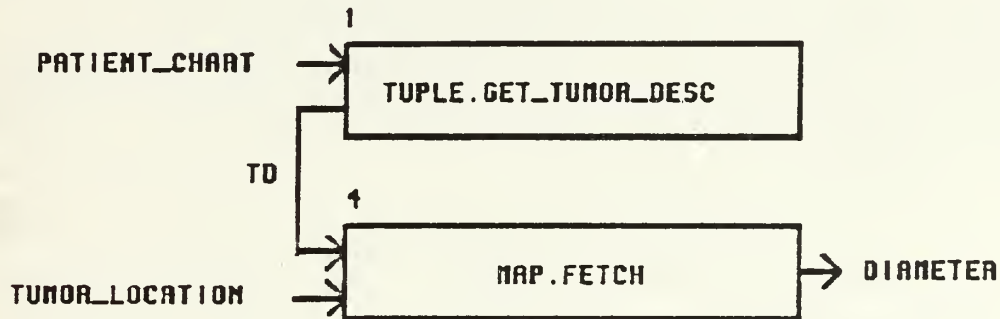 1
PATIENT_CHART
TUPLE.GET_TUMOR_DESC
TD
4
MAP.FETCH
DIAMETER
TUMOR_LOCATION